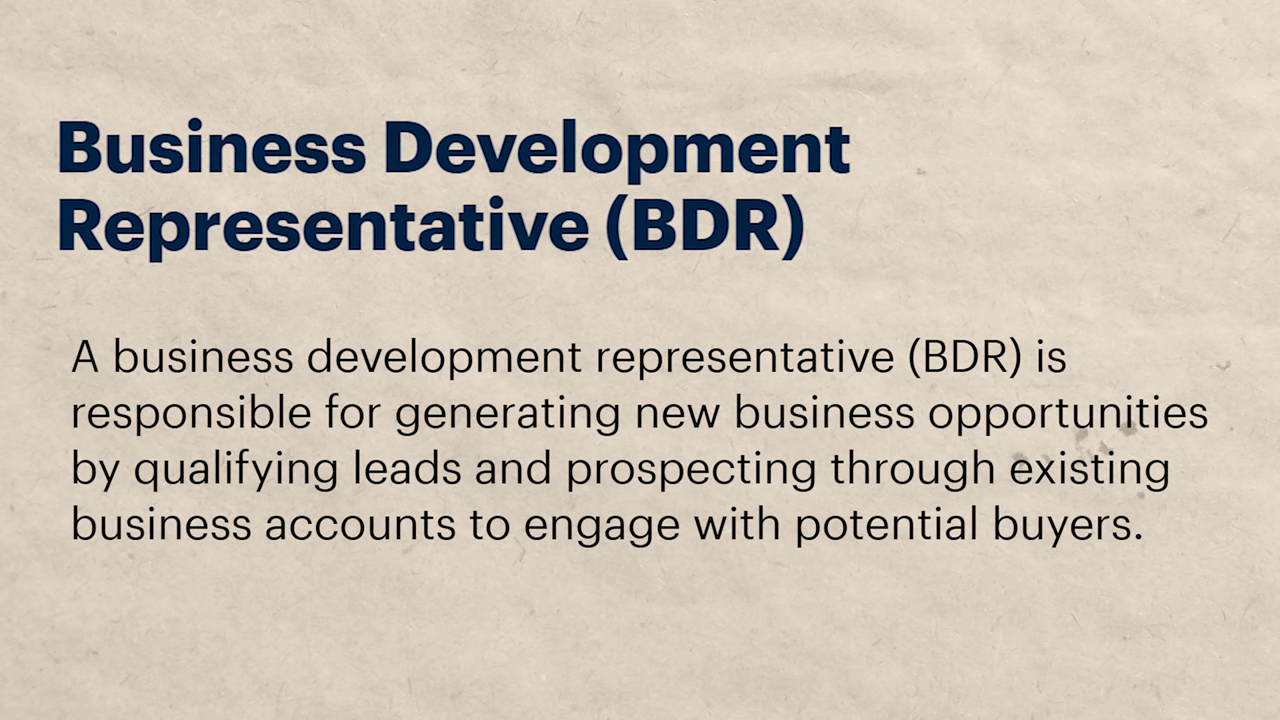 Business Development
Representative (BDR)
A business development representative (BDR) is
responsible for generating new business opportunities
by qualifying leads and prospecting through existing
business accounts to engage with potential buyers.